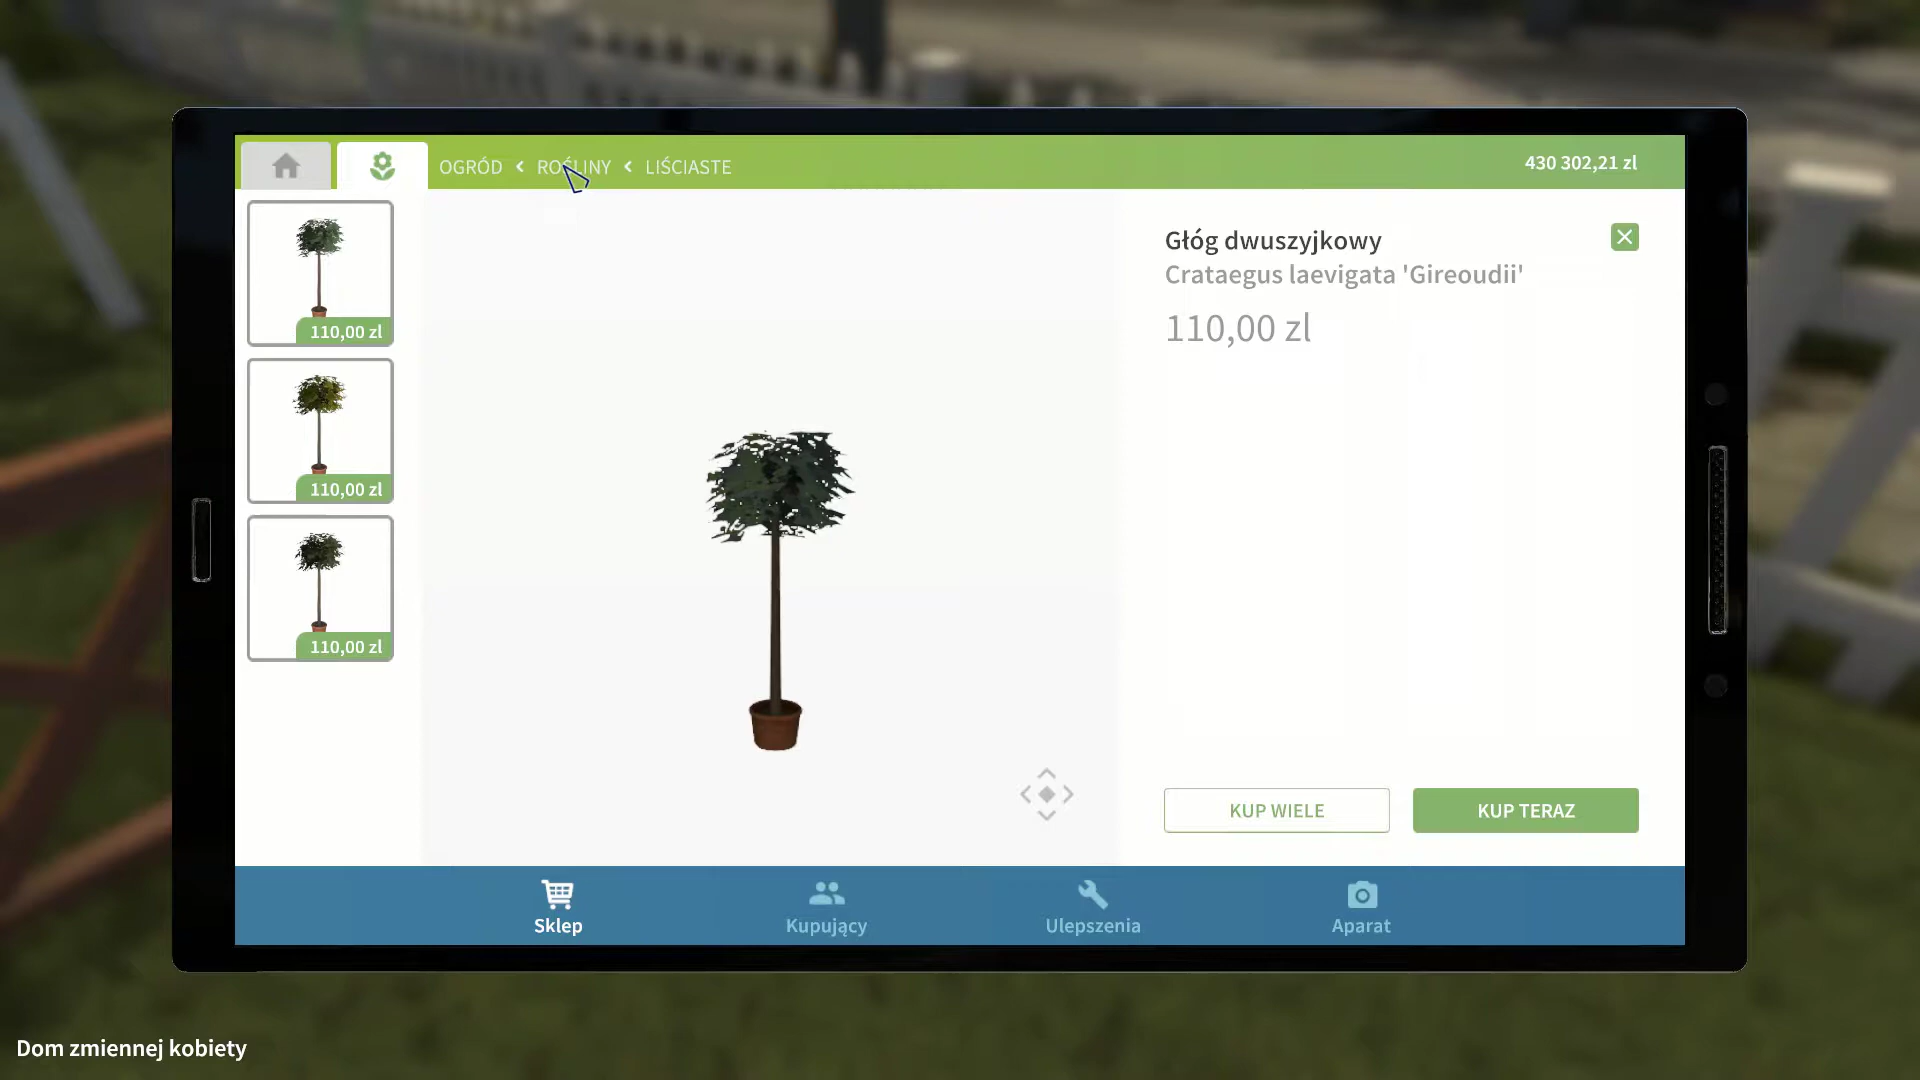 OGRÓD < ROŚLINY < LIŚCIASTE
430 302,21 zl
110,00 zl
110,00 zl
110,00 zl
Głóg dwuszyjkowy
Crataegus laevigata 'Gireoudii'
110,00 zl
KUP WIELE
KUP TERAZ
Sklep
Kupujący
Ulepszenia
Aparat
Dom zmiennej kobiety